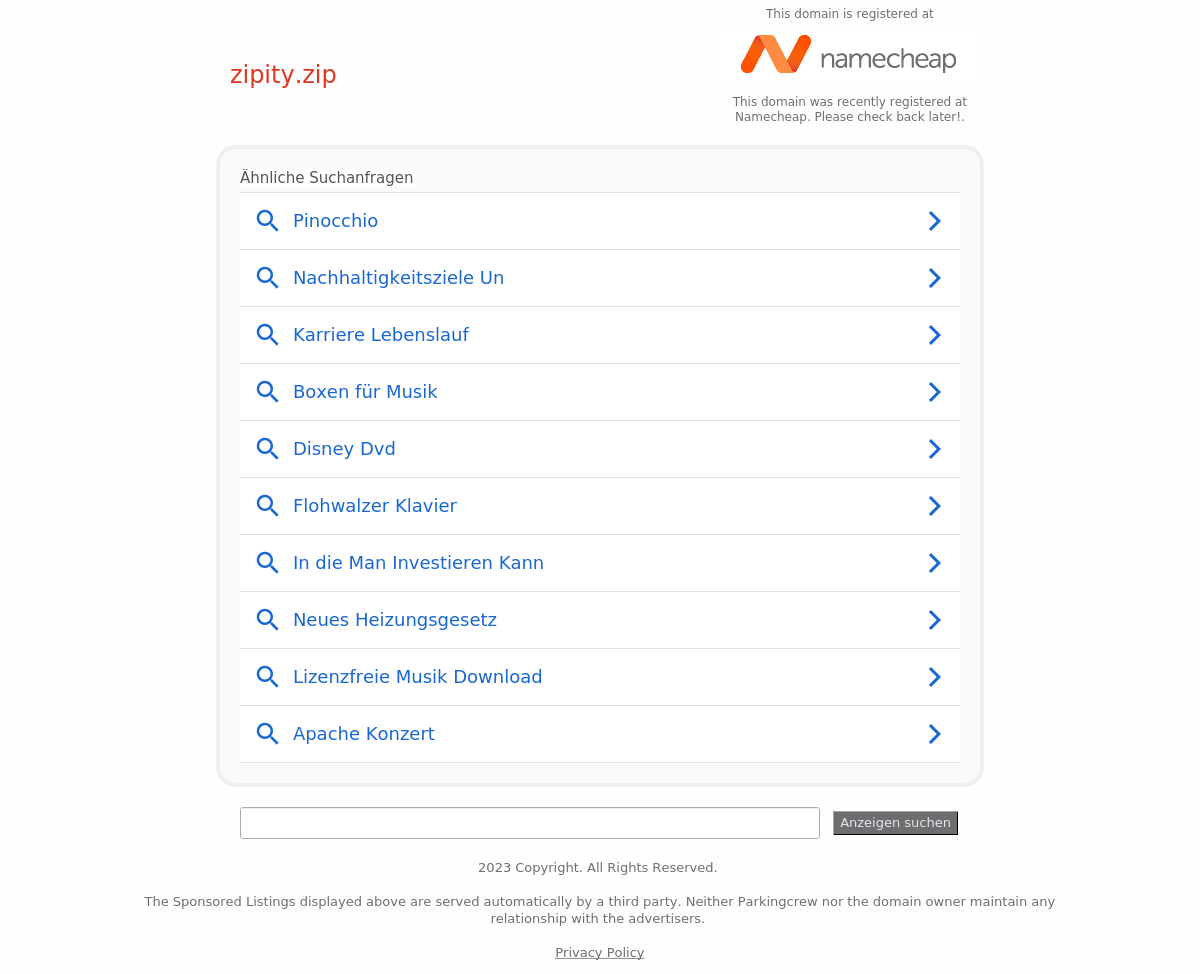 This domain is registered at
namecheap
zipity.zip
This domain was recently registered at
Namecheap. Please check back later!.
Ähnliche Suchanfragen
Pinocchio
Nachhaltigkeitsziele Un
Karriere Lebenslauf
Boxen für Musik
Disney Dvd
Flohwalzer Klavier
In die Man Investieren Kann
Neues Heizungsgesetz
Lizenzfreie Musik Download
Apache Konzert
Anzeigen suchen
2023 Copyright. All Rights Reserved.
The Sponsored Listings displayed above are served automatically by a third party. Neither Parkingcrew nor the domain owner maintain any
relationship with the advertisers.
Privacy Policy